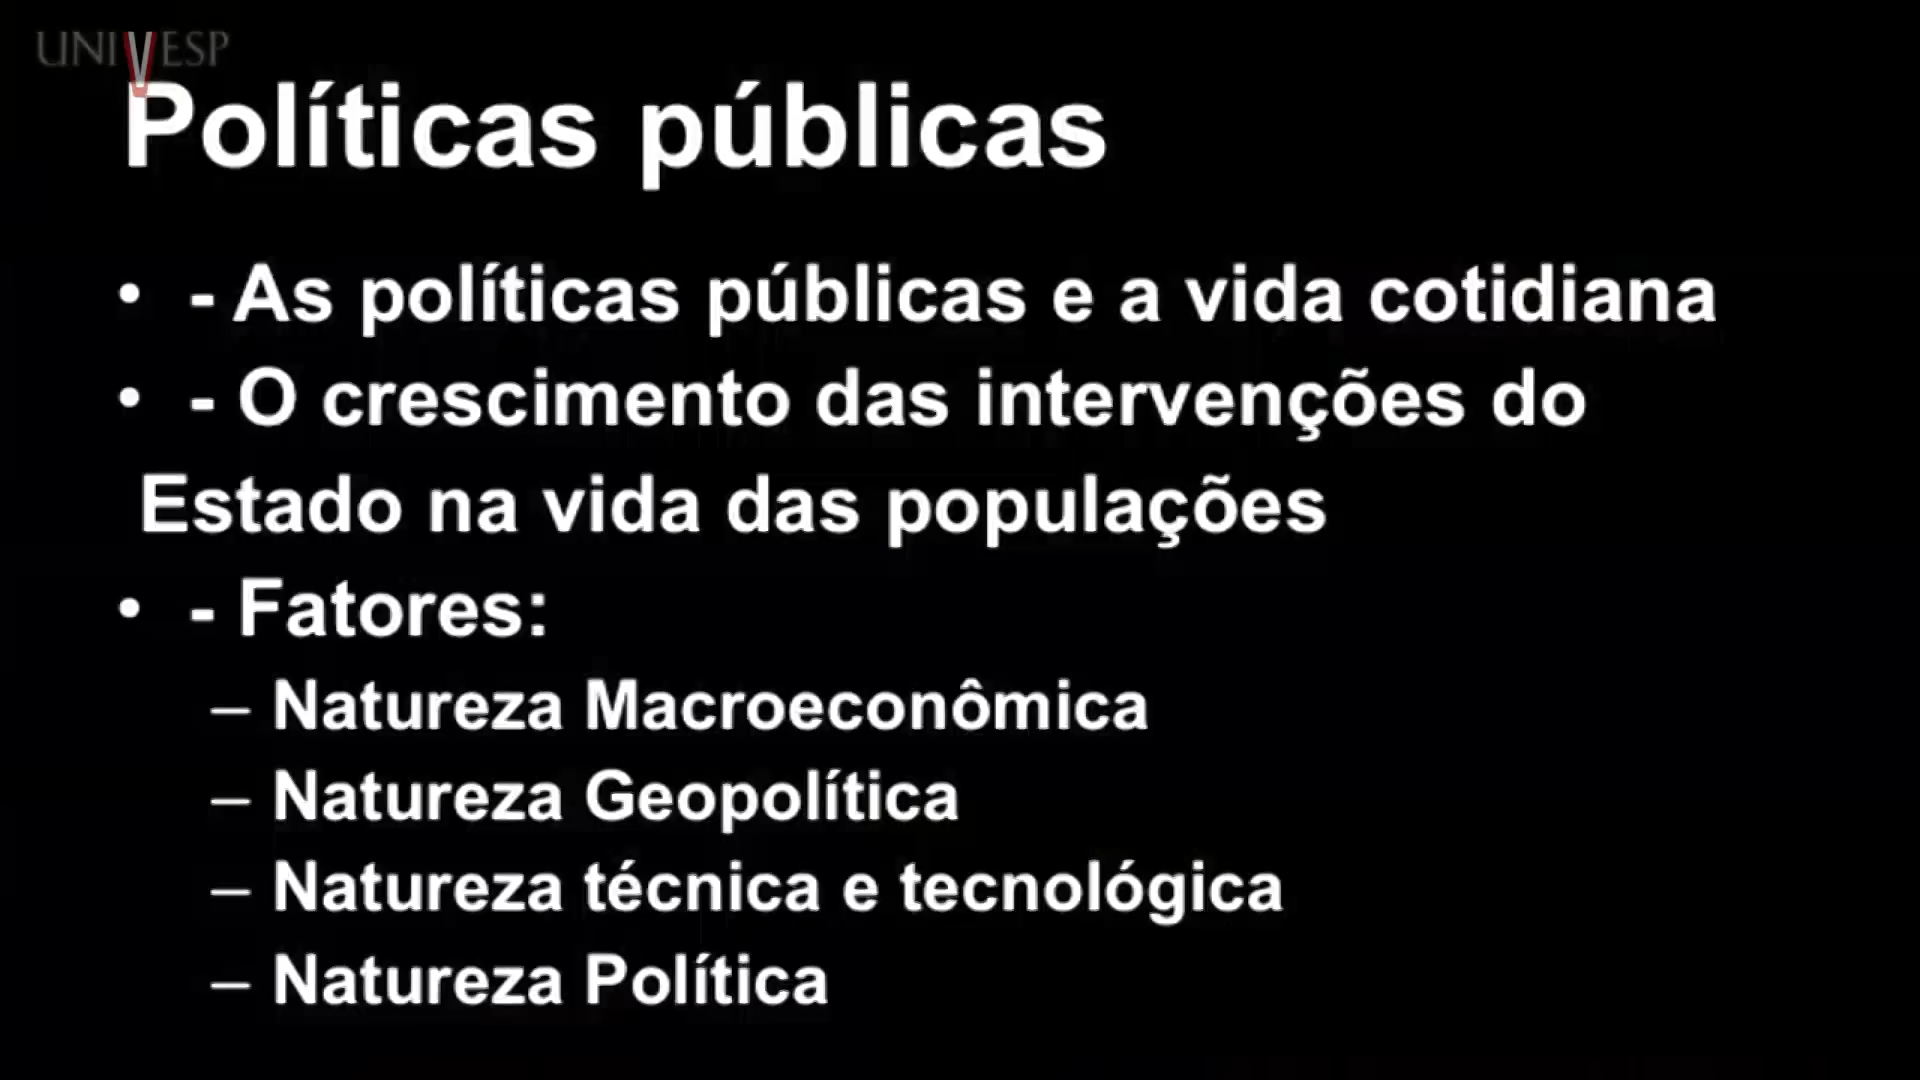 UNIVESP
Políticas públicas
• - As políticas públicas e a vida cotidiana
• - O crescimento das intervenções do
Estado na vida das populações
• - Fatores:
– Natureza Macroeconômica
– Natureza Geopolítica
– Natureza técnica e tecnológica
– Natureza Política